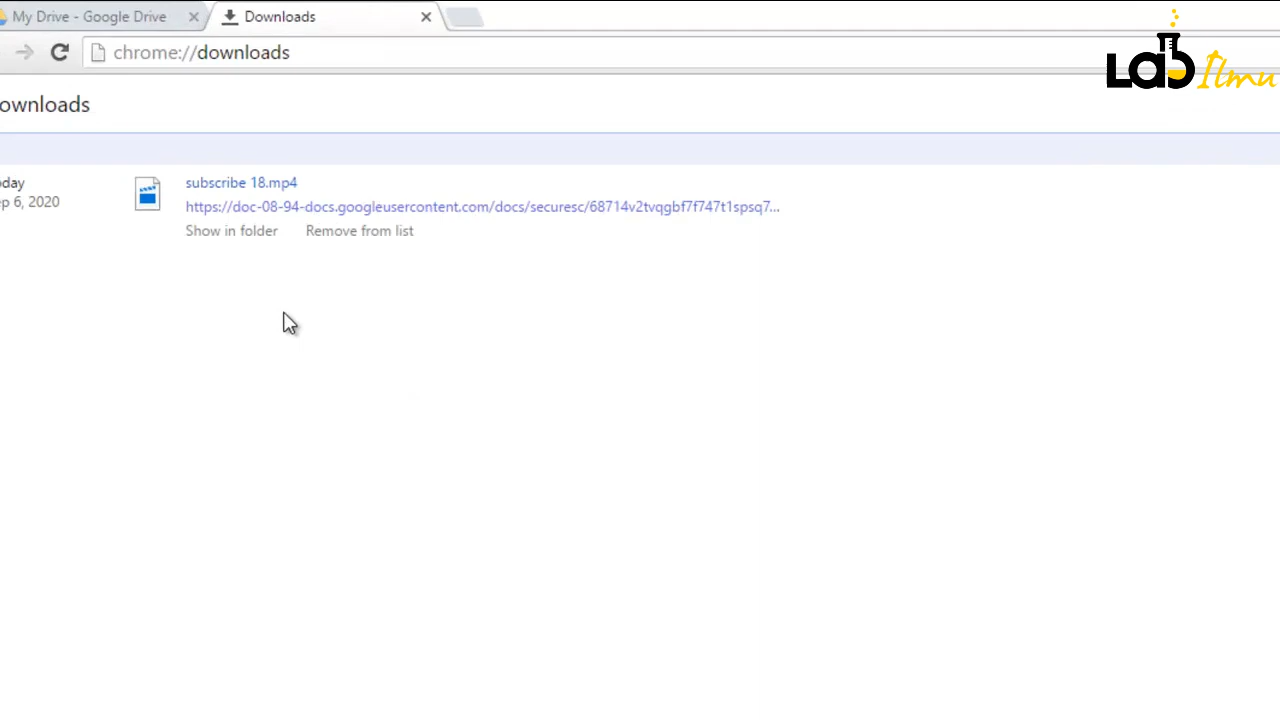 My Drive - Google Drive
Downloads
chrome://downloads
Lab Ilmu
ownloads
oday
ep 6, 2020
subscribe 18.mp4
https://doc-08-94-docs.googleusercontent.com/docs/securesc/68714v2tvqgbf7f747t1spsq7...
Show in folder
Remove from list